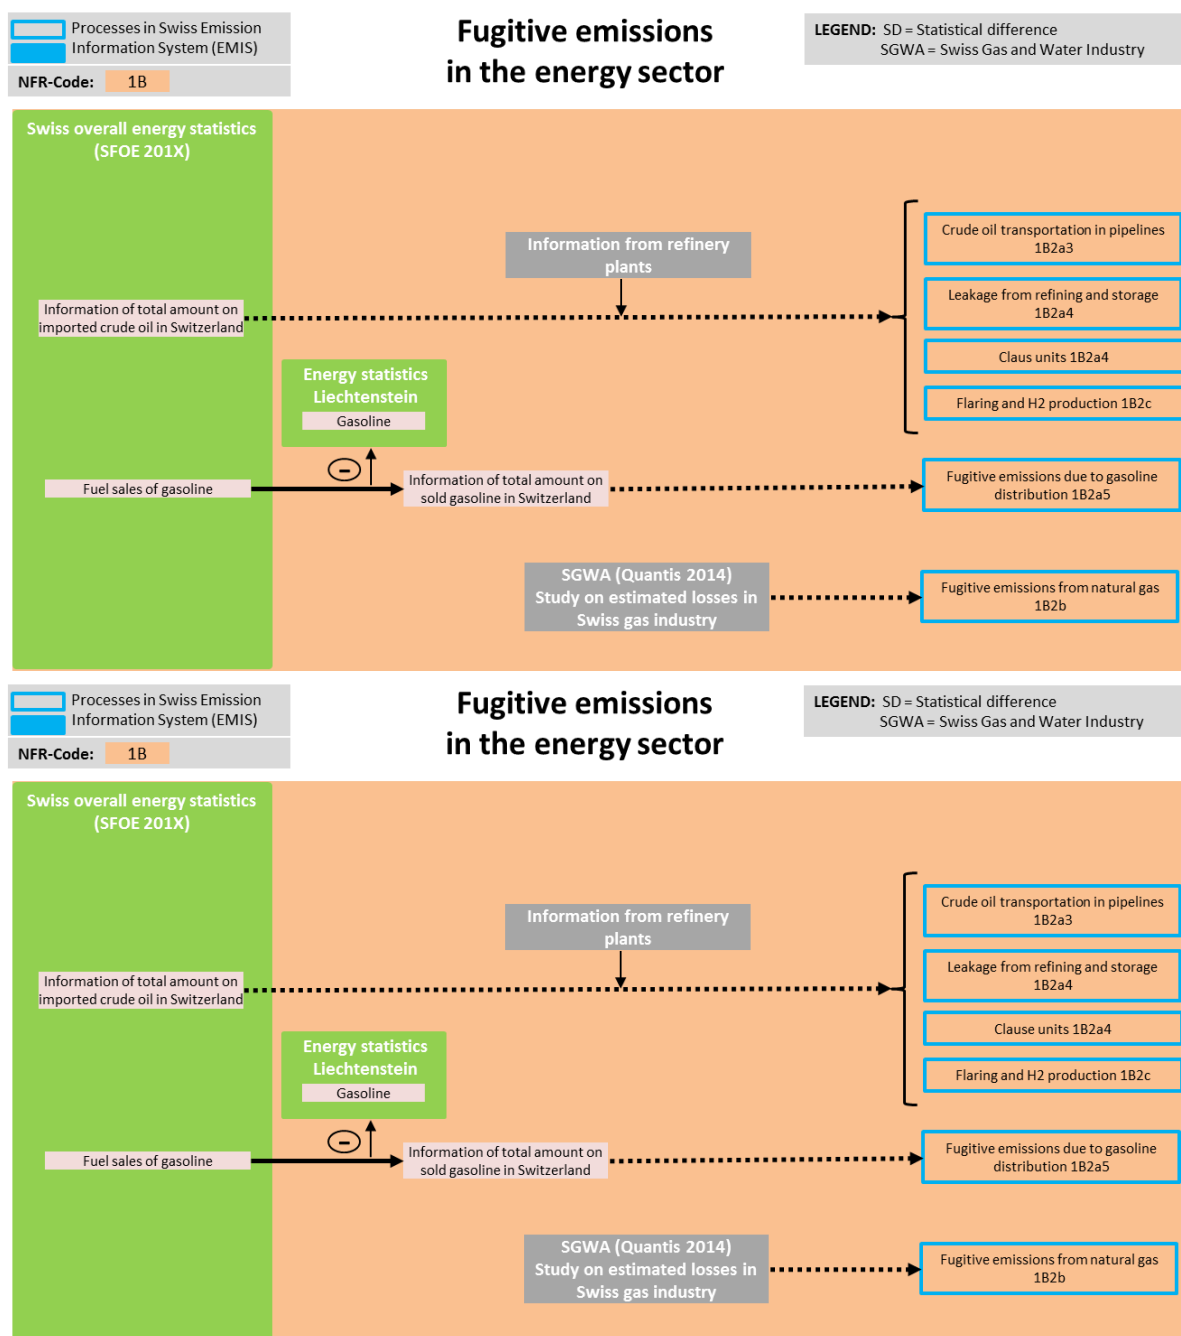 Processes in Swiss Emission
Information System (EMIS)
NFR-Code: 1B
Fugitive emissions
in the energy sector
LEGEND: SD = Statistical difference
SGWA = Swiss Gas and Water Industry
Swiss overall energy statistics
(SFOE 201X)
Information from refinery
plants
Crude oil transportation in pipelines
1B2a3
Information of total amount on
imported crude oil in Switzerland
Leakage from refining and storage
1B2a4
Claus units 1B2a4
Energy statistics
Liechtenstein
Gasoline
Flaring and H2 production 1B2c
-
Fuel sales of gasoline
Information of total amount on
sold gasoline in Switzerland
Fugitive emissions due to gasoline
distribution 1B2a5
SGWA (Quantis 2014)
Study on estimated losses in
Swiss gas industry
Fugitive emissions from natural gas
1B2b
Processes in Swiss Emission
Information System (EMIS)
NFR-Code: 1B
Fugitive emissions
in the energy sector
LEGEND: SD = Statistical difference
SGWA = Swiss Gas and Water Industry
Swiss overall energy statistics
(SFOE 201X)
Information from refinery
plants
Crude oil transportation in pipelines
1B2a3
Information of total amount on
imported crude oil in Switzerland
Leakage from refining and storage
1B2a4
Clause units 1B2a4
Energy statistics
Liechtenstein
Gasoline
Flaring and H2 production 1B2c
-
Fuel sales of gasoline
Information of total amount on
sold gasoline in Switzerland
Fugitive emissions due to gasoline
distribution 1B2a5
SGWA (Quantis 2014)
Study on estimated losses in
Swiss gas industry
Fugitive emissions from natural gas
1B2b